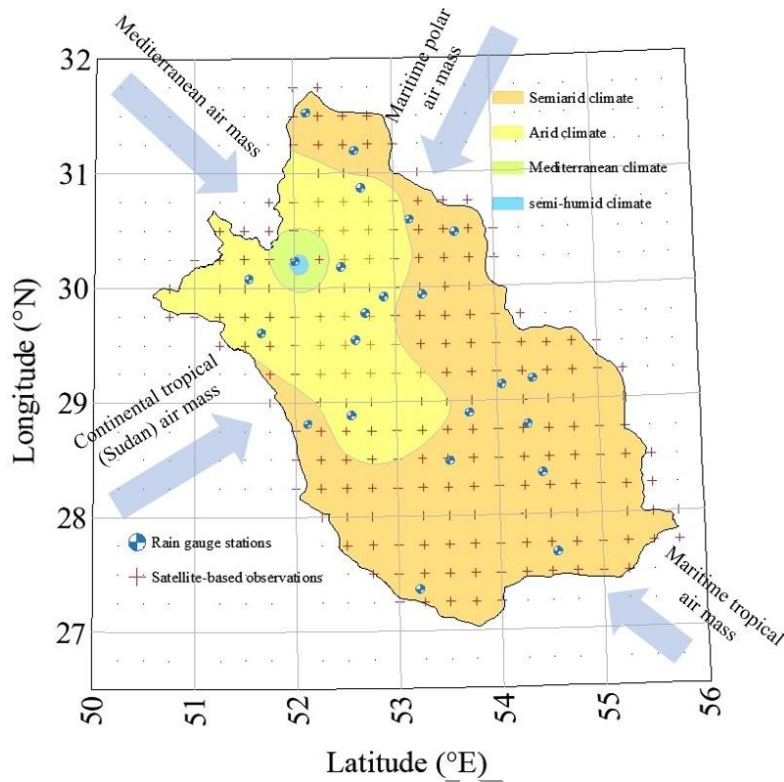 Mediterranean air mass
Maritime polar
air mass
32
31
30
29
28
27
Longitude (°N)
Semiarid climate
Arid climate
Mediterranean climate
semi-humid climate
Continental tropical
(Sudan) air mass
Rain gauge stations
Satellite-based observations
Maritime tropical
air mass
50
51
52
53
54
55
56
Latitude (°E)